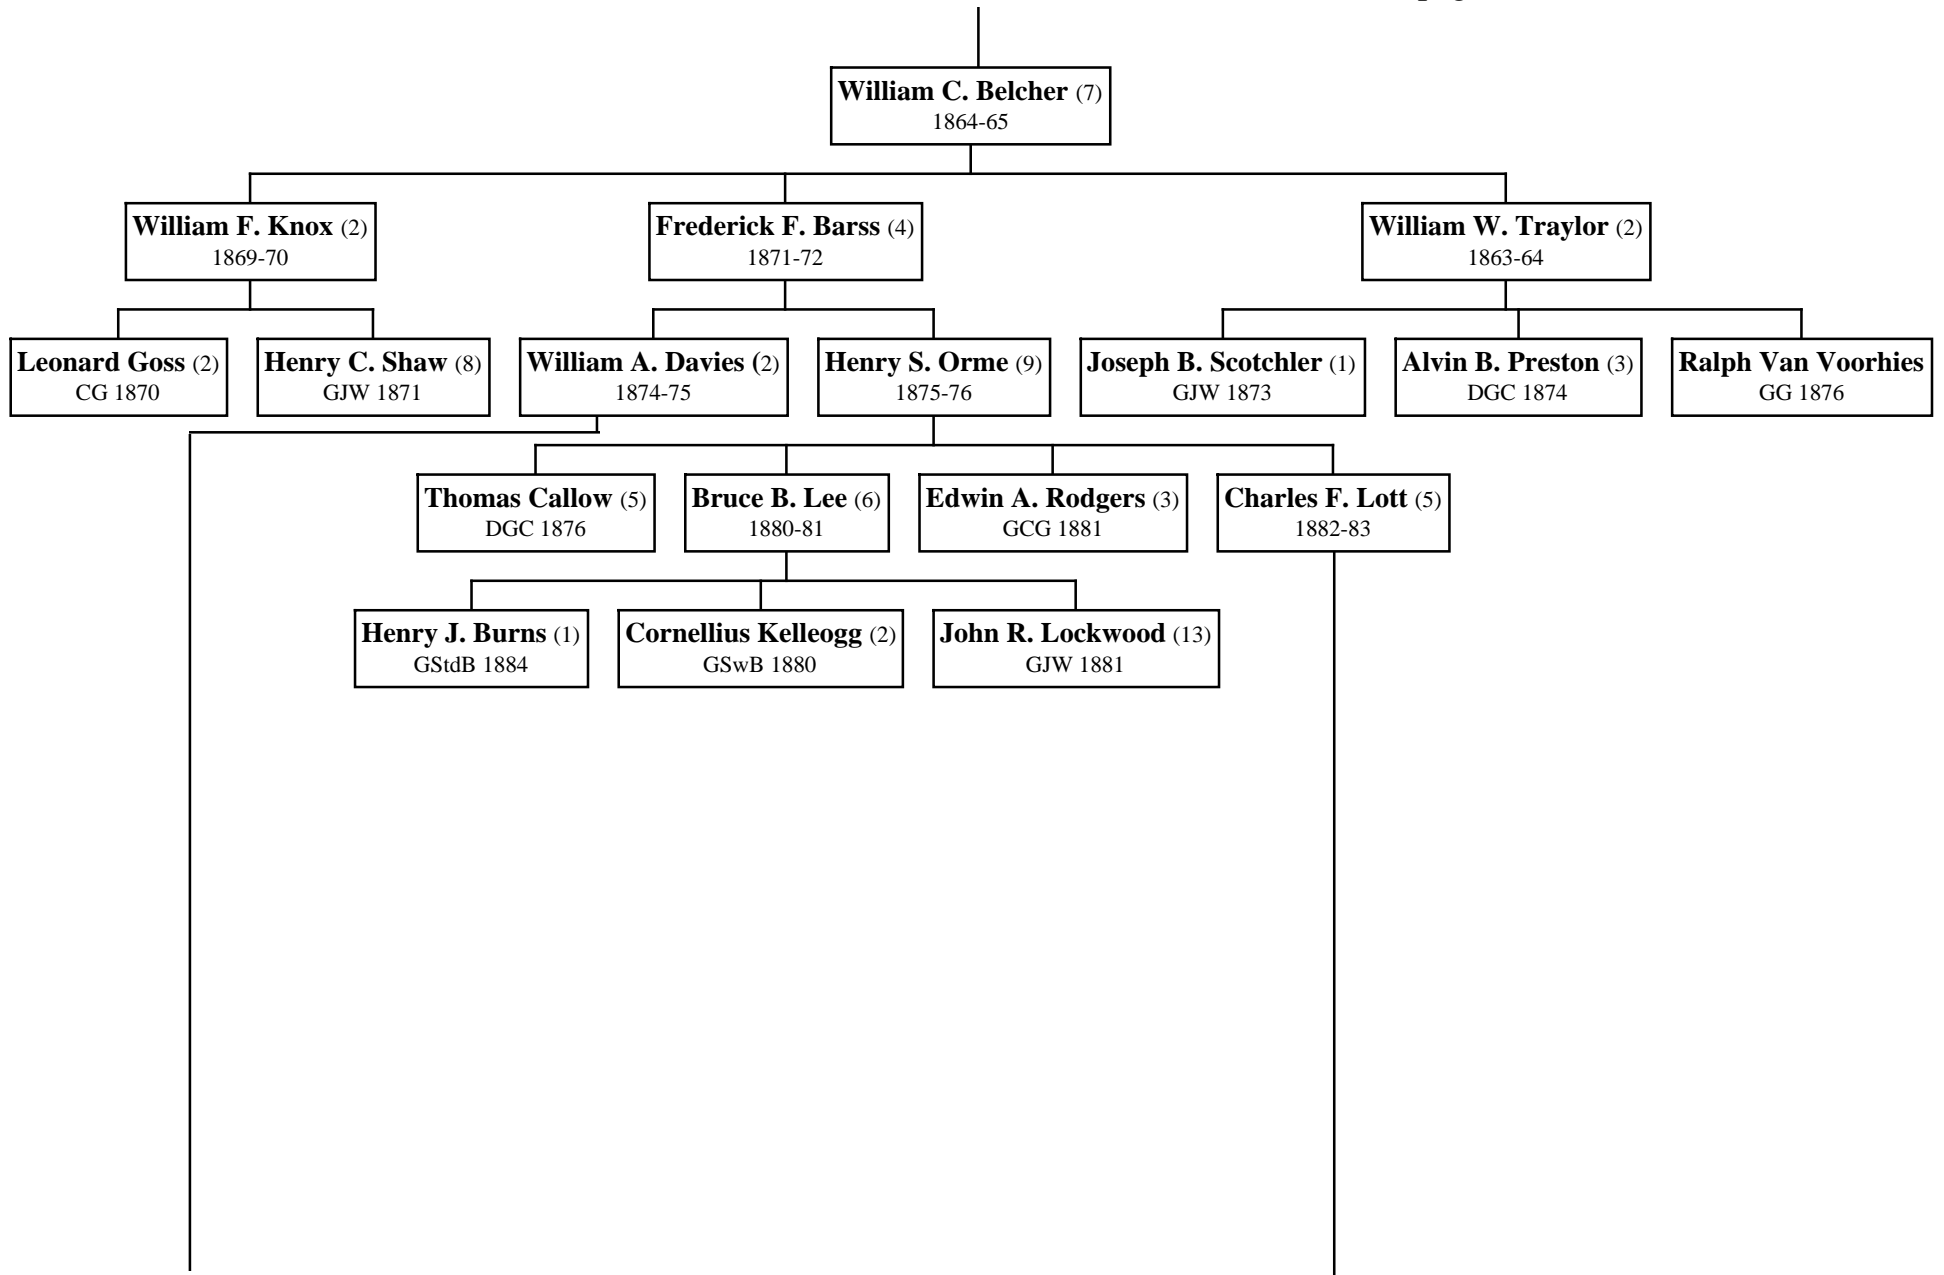 William C. Belcher (7)
1864-65
William F. Knox (2)
1869-70
Frederick F. Barss (4)
1871-72
William W. Traylor (2)
1863-64
Leonard Goss (2)
CG 1870
Henry C. Shaw (8)
GJW 1871
William A. Davies (2)
1874-75
Henry S. Orme (9)
1875-76
Joseph B. Scotchler (1)
GJW 1873
Alvin B. Preston (3)
DGC 1874
Ralph Van Voorhies
GG 1876
Thomas Callow (5)
DGC 1876
Bruce B. Lee (6)
1880-81
Edwin A. Rodgers (3)
GCG 1881
Charles F. Lott (5)
1882-83
Henry J. Burns (1)
GStdB 1884
Cornellius Kelleogg (2)
GSwB 1880
John R. Lockwood (13)
GJW 1881